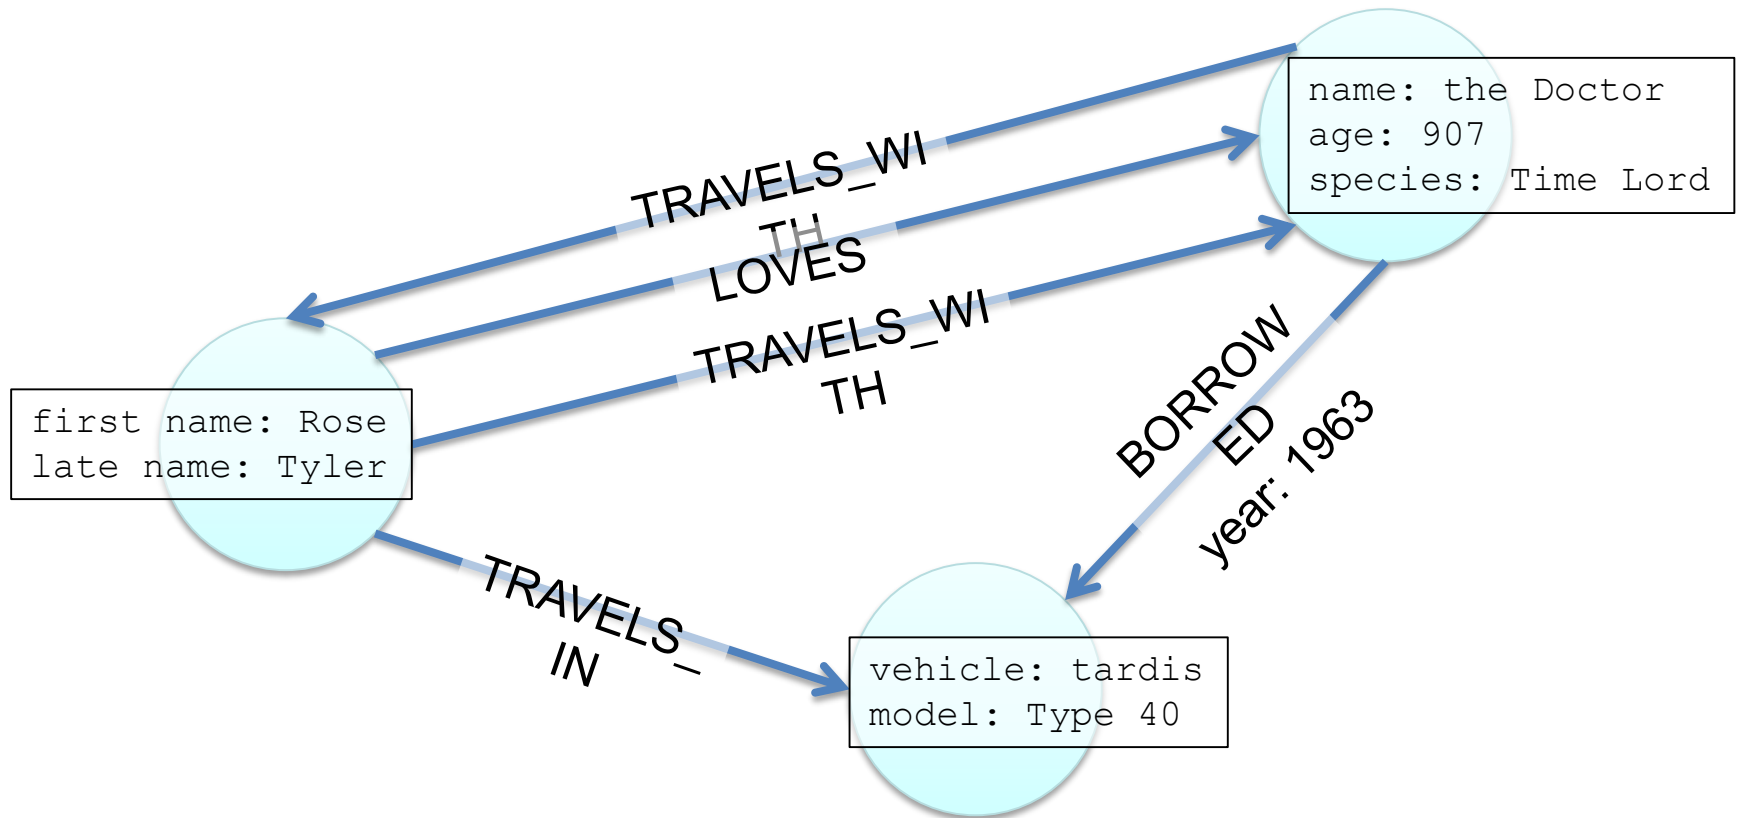 name: the Doctor
age: 907
species: Time Lord
TRAVELS_WI
TH
LOVES
TRAVELS_WI
TH
BORROW
ED
year: 1963
first name: Rose
late name: Tyler
TRAVELS_
IN
vehicle: tardis
model: Type 40